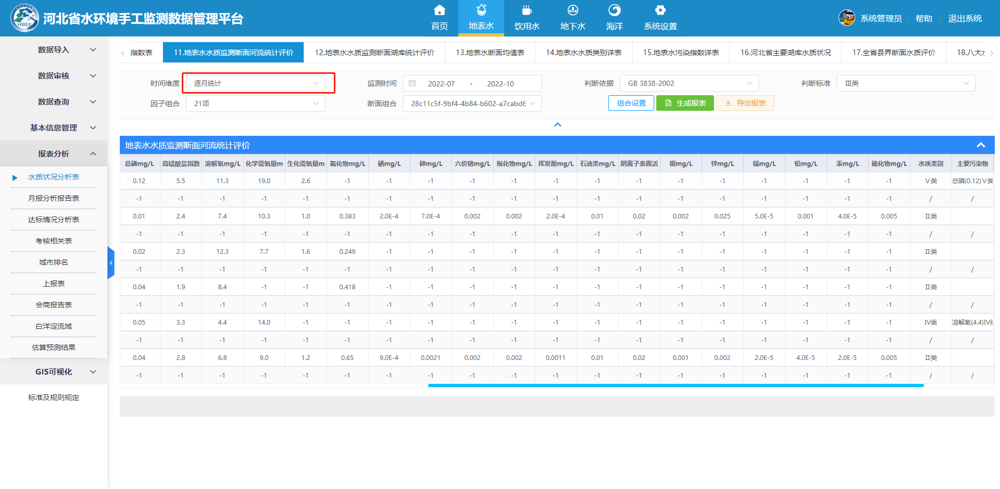 HBEE
河北省水环境手工监测数据管理平台
首页
地表水
饮用水
地下水
海洋
系统设置
系统管理员
帮助
退出系统
数据导入
数据审核
数据查询
基本信息管理
报表分析
水质状况分析表
月报分析报告表
达标情况分析表
考核相关表
城市排名
上报表
会商报告表
白洋淀流域
估算预测结果
GIS可视化
标准及规则规定
指数表 11.地表水水质监测断面河流统计评价 12.地表水水质监测断面湖库统计评价 13.地表水断面均值表 14.地表水水质类别详表 15.地表水污染指数详表 16.河北省主要湖库水质状况 17.全省县界断面水质评价 18.八大
时间维度 逐月统计 监测时间 2022-07 - 2022-10 判断依据 GB 3838-2002 判断标准 Ⅲ类
因子组合 21项 断面组合 28c11c5f-9bf4-4b84-b602-a7cabd6 组合设置 生成报表 导出报表
地表水水质监测断面河流统计评价
总磷mg/L 高锰酸盐指数 溶解氧mg/L 化学需氧量m 生化需氧量m 氟化物mg/L 硒mg/L 砷mg/L 六价铬mg/L 氰化物mg/L 挥发酚mg/L 石油类mg/L 阴离子表面活 铜mg/L 锌mg/L 镉mg/L 铅mg/L 汞mg/L 硫化物mg/L 水质类别 主要污染物
0.12 5.5 11.3 19.0 2.6 -1 -1 -1 -1 -1 -1 -1 -1 -1 -1 -1 -1 -1 -1 Ⅴ类 总磷(0.12)Ⅴ类
-1 -1 -1 -1 -1 -1 -1 -1 -1 -1 -1 -1 -1 -1 -1 -1 -1 -1 -1 / /
0.01 2.4 7.4 10.3 1.0 0.383 2.0E-4 7.0E-4 0.002 0.002 2.0E-4 0.01 0.02 0.002 0.025 5.0E-5 0.001 4.0E-5 0.005 Ⅱ类
-1 -1 -1 -1 -1 -1 -1 -1 -1 -1 -1 -1 -1 -1 -1 -1 -1 -1 -1 / /
0.02 2.3 12.3 7.7 1.6 0.249 -1 -1 -1 -1 -1 -1 -1 -1 -1 -1 -1 -1 -1 Ⅱ类
-1 -1 -1 -1 -1 -1 -1 -1 -1 -1 -1 -1 -1 -1 -1 -1 -1 -1 -1 / /
0.04 1.9 8.4 -1 -1 0.418 -1 -1 -1 -1 -1 -1 -1 -1 -1 -1 -1 -1 -1 Ⅱ类
-1 -1 -1 -1 -1 -1 -1 -1 -1 -1 -1 -1 -1 -1 -1 -1 -1 -1 -1 / /
0.05 3.3 4.4 14.0 -1 -1 -1 -1 -1 -1 -1 -1 -1 -1 -1 -1 -1 -1 -1 Ⅳ类 溶解氧(4.4)Ⅳ类
-1 -1 -1 -1 -1 -1 -1 -1 -1 -1 -1 -1 -1 -1 -1 -1 -1 -1 -1 / /
0.04 2.8 6.8 9.0 1.2 0.65 9.0E-4 0.0021 0.002 0.002 0.0011 0.01 0.02 0.001 0.002 2.0E-5 4.0E-5 2.0E-5 0.005 Ⅱ类
-1 -1 -1 -1 -1 -1 -1 -1 -1 -1 -1 -1 -1 -1 -1 -1 -1 -1 -1 / /